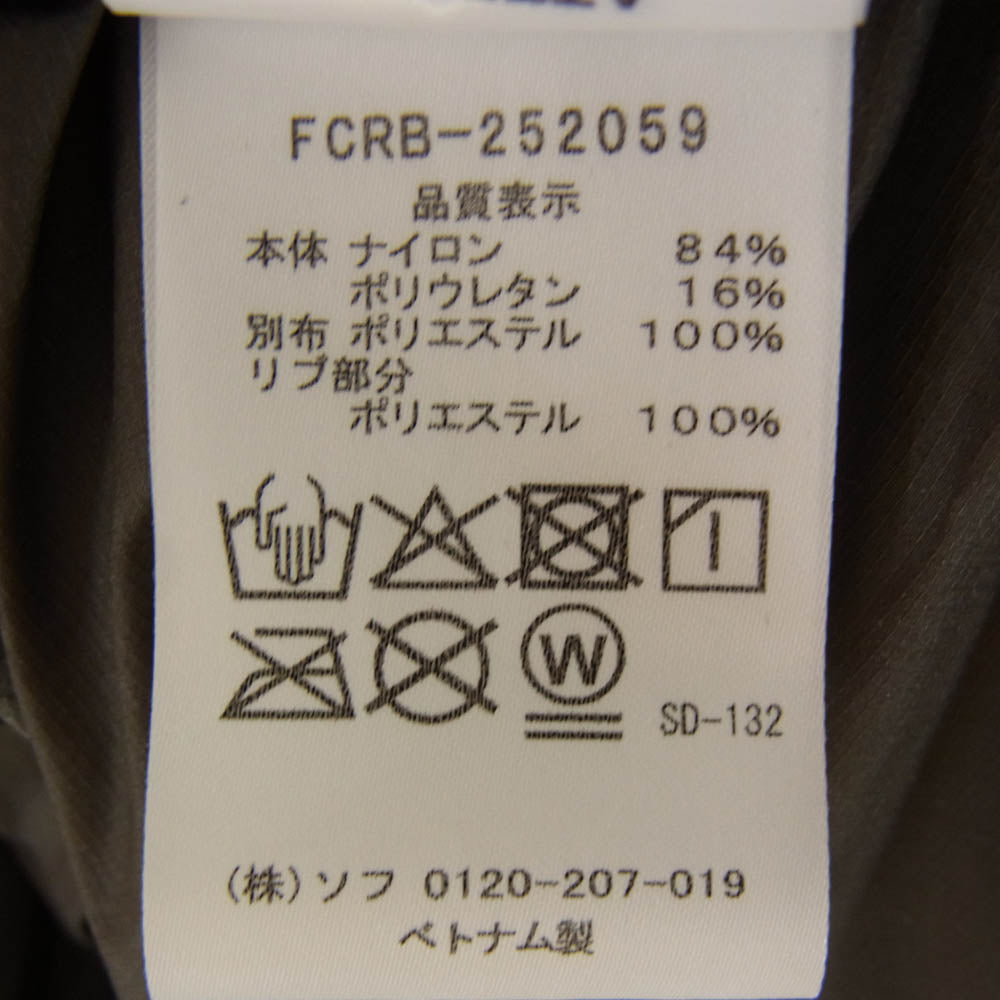 FCRB-252059
品質表示
本体 ナイロン 84%
ポリウレタン 16%
別布 ポリエステル 100%
リブ部分
ポリエステル 100%
W
SD-132
(株)ソフ 0120-207-019
ベトナム製